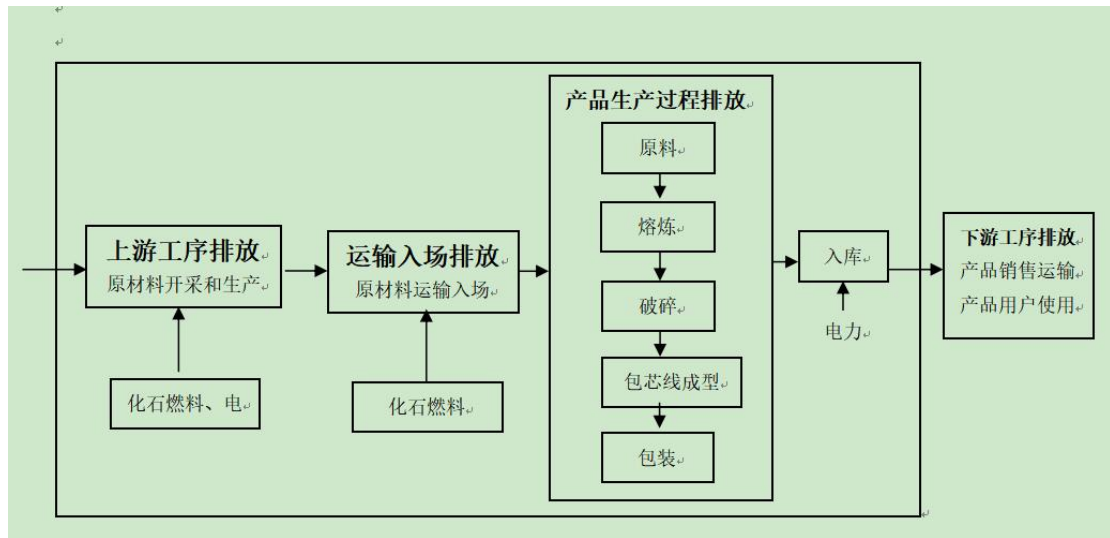 上游工序排放
原材料开采和生产
化石燃料、电
运输入场排放
原材料运输入场
化石燃料
产品生产过程排放
原料
熔炼
破碎
包芯线成型
包装
入库
电力
下游工序排放
产品销售运输
产品用户使用